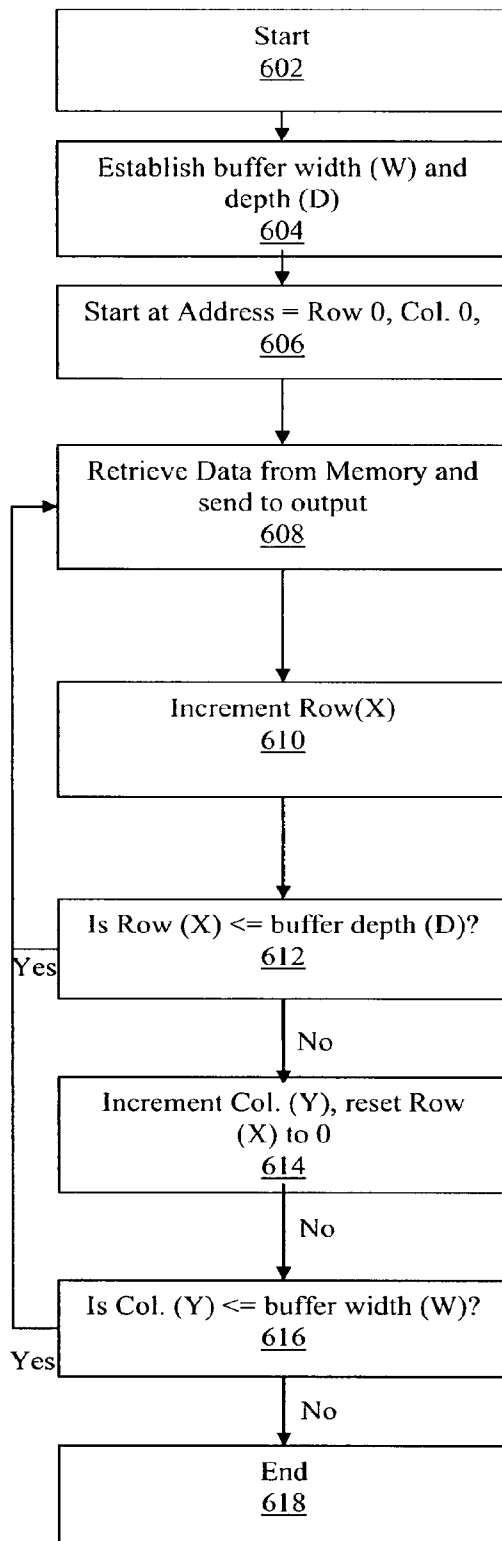 Start
602
Establish buffer width (W) and
depth (D)
604
Start at Address = Row 0, Col. 0,
606
Retrieve Data from Memory and
send to output
608
Increment Row(X)
610
Is Row (X) <= buffer depth (D)?
612
Yes
No
Increment Col. (Y), reset Row
(X) to 0
614
No
Is Col. (Y) <= buffer width (W)?
616
Yes
No
End
618